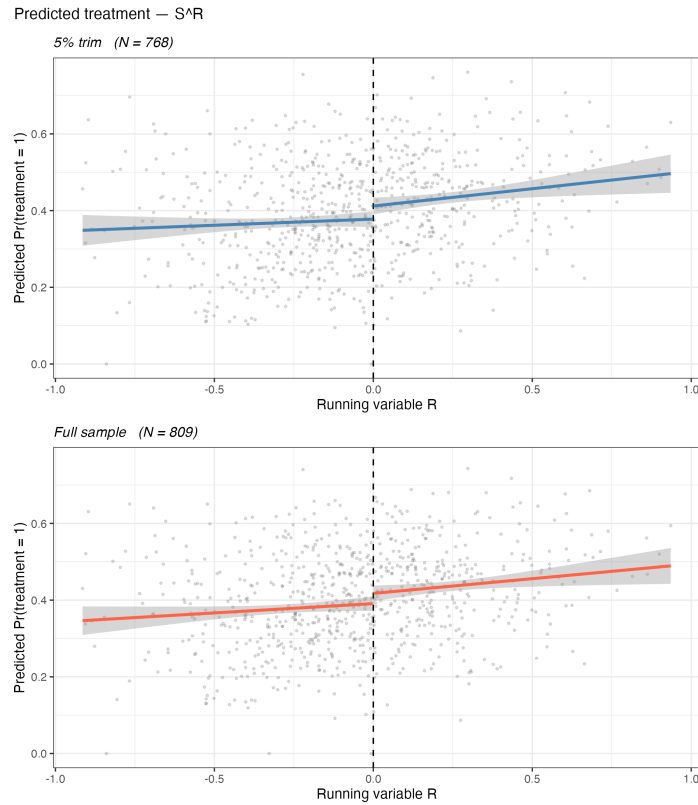 Predicted treatment — S^R
5% trim (N = 768)
Predicted Pr(treatment = 1)
0.6
0.4
0.2
0.0
-1.0 -0.5 0.0 0.5 1.0
Running variable R
Full sample (N = 809)
Predicted Pr(treatment = 1)
0.6
0.4
0.2
0.0
-1.0 -0.5 0.0 0.5 1.0
Running variable R